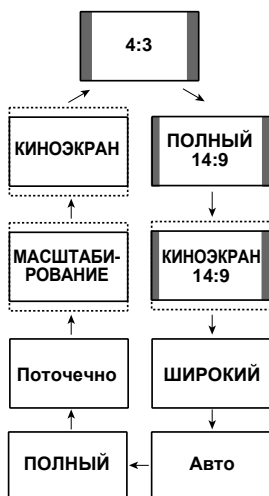 4:3
КИНОЭКРАН
ПОЛНЫЙ
14:9
МАСШТАБИ-
РОВАНИЕ
КИНОЭКРАН
14:9
Поточечно
ШИРОКИЙ
ПОЛНЫЙ
Авто